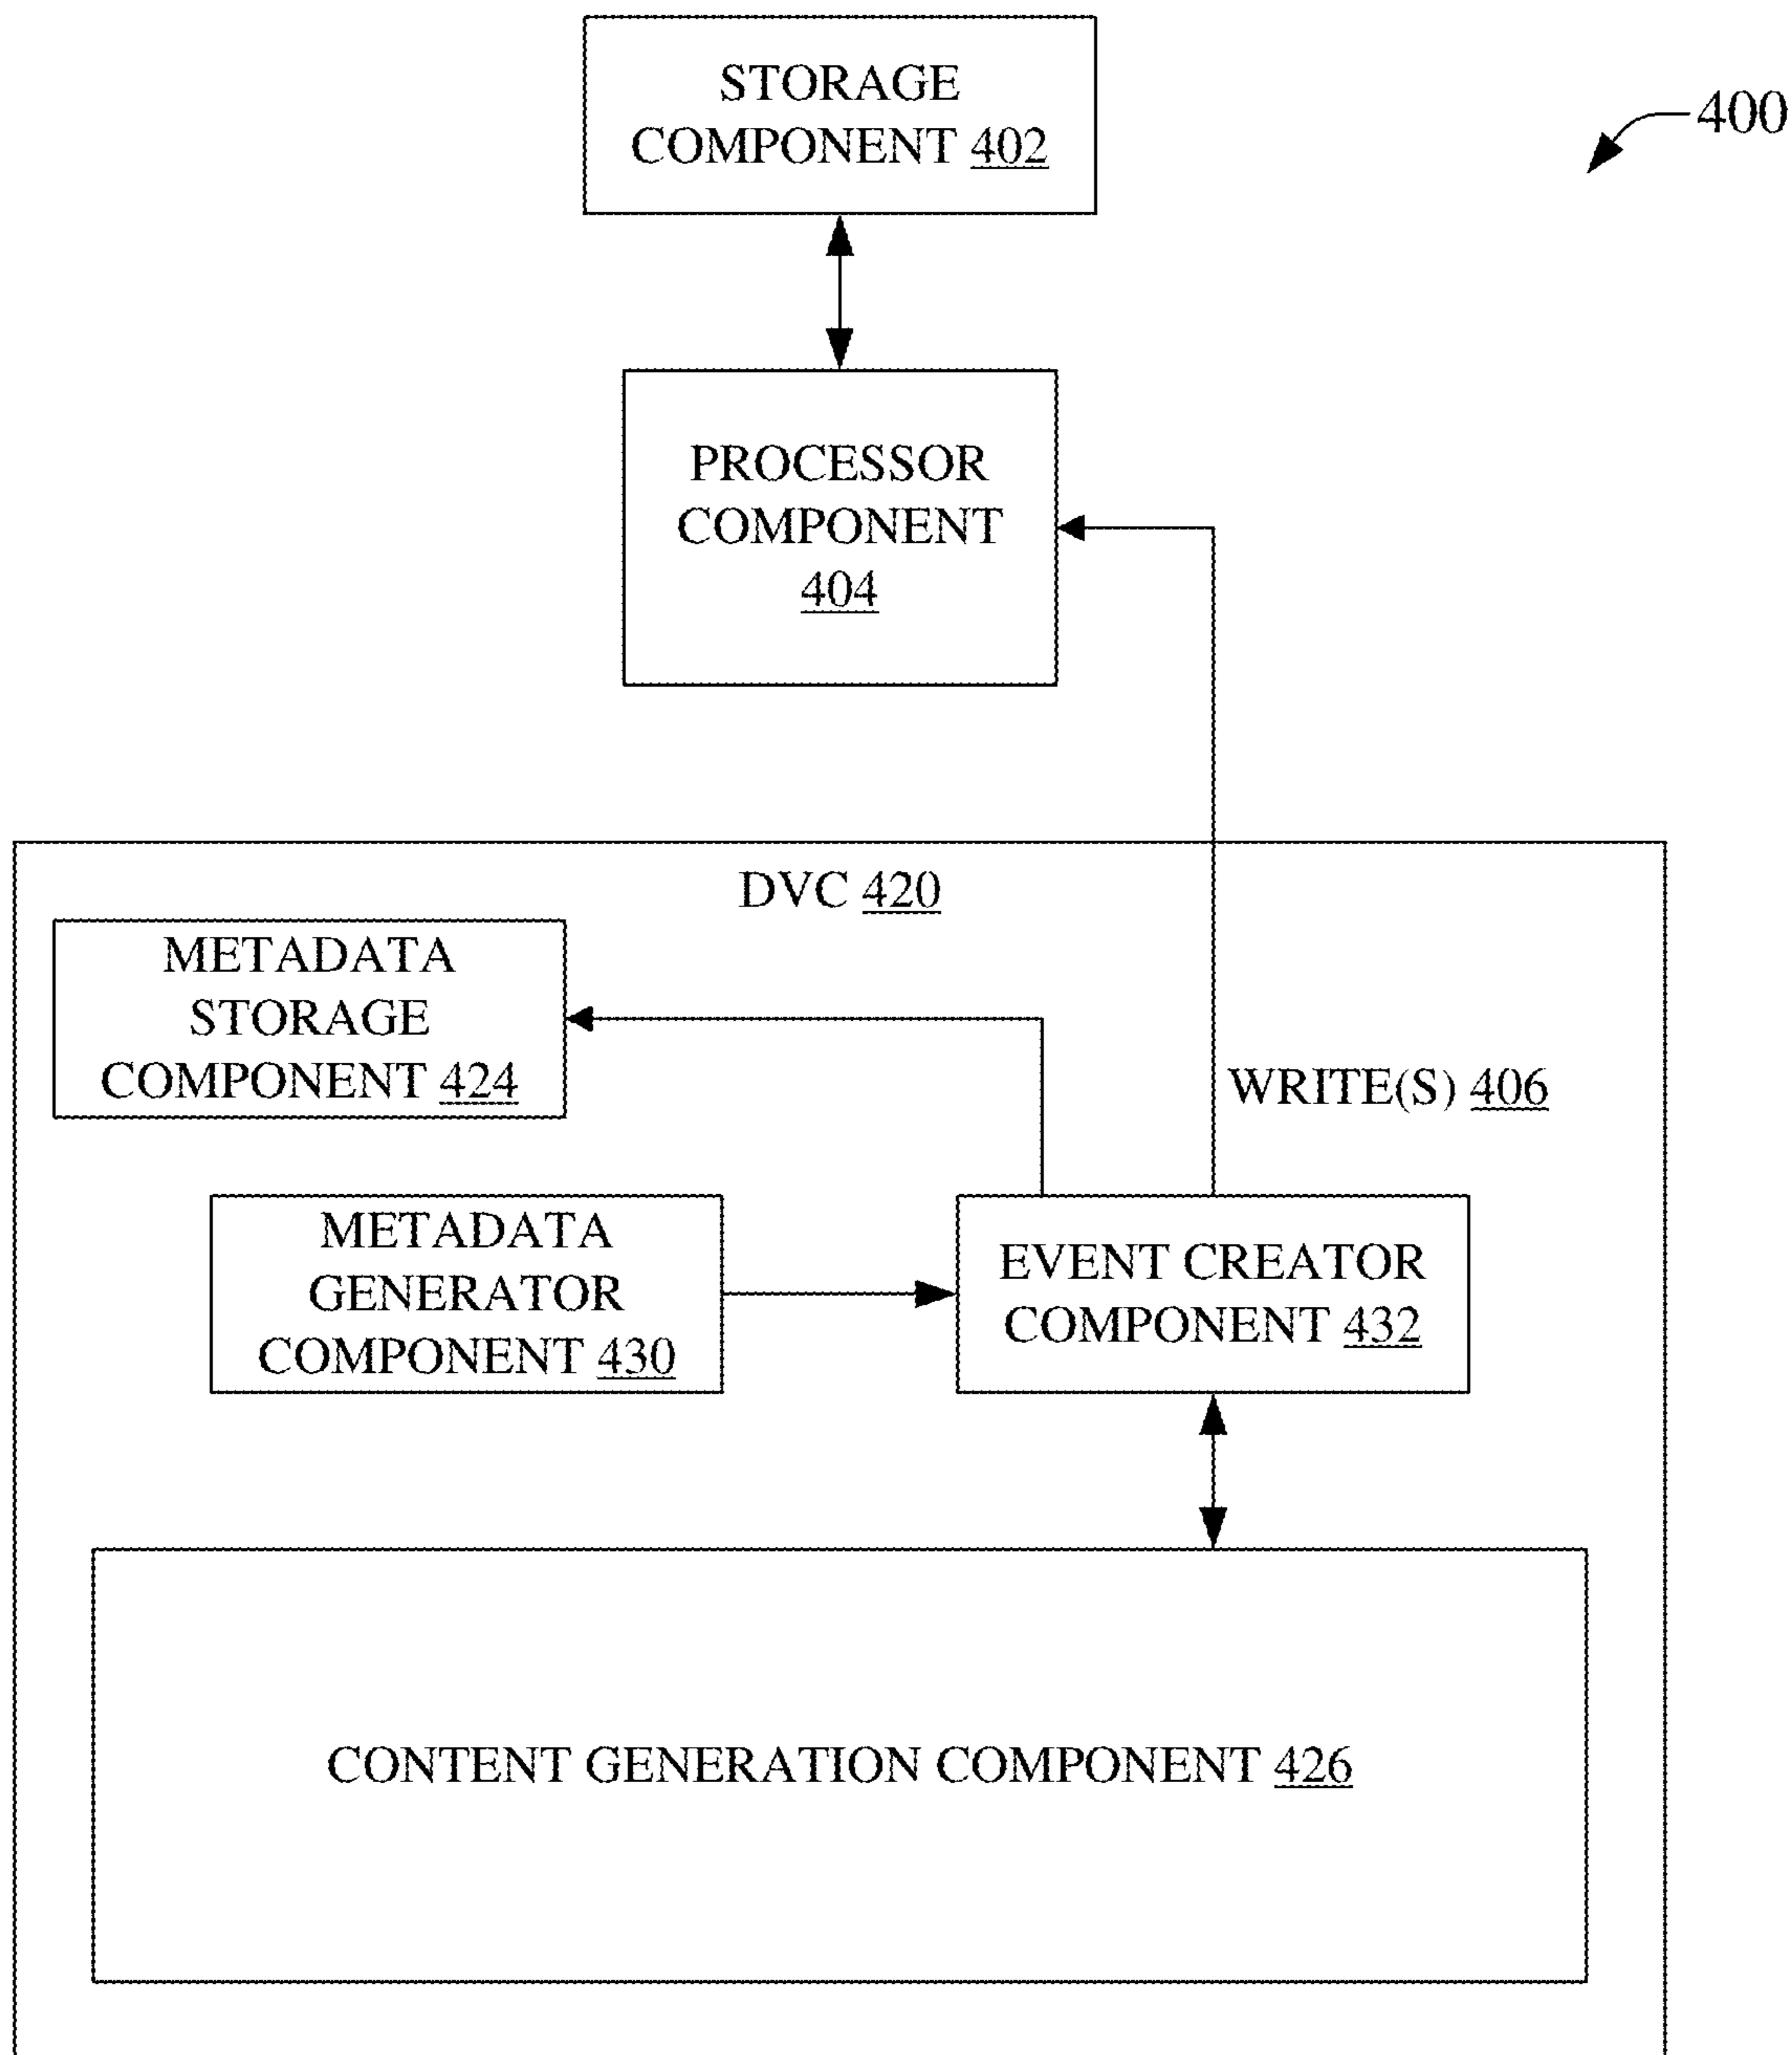 STORAGE
COMPONENT 402
400
PROCESSOR
COMPONENT
404
DVC 420
METADATA
STORAGE
COMPONENT 424
WRITE(S) 406
METADATA
GENERATOR
COMPONENT 430
EVENT CREATOR
COMPONENT 432
CONTENT GENERATION COMPONENT 426